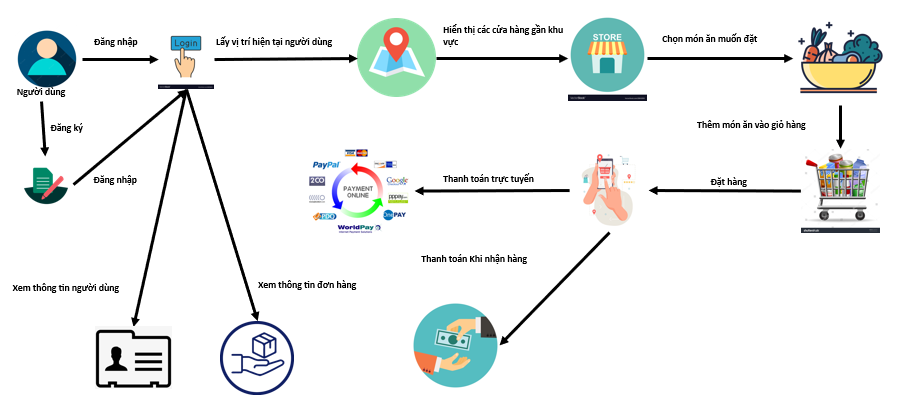 Đăng nhập
Login
Lấy vị trí hiện tại người dùng
Hiển thị các cửa hàng gần khu
vực
STORE
Chọn món ăn muốn đặt
Người dùng
Đăng ký
Thêm món ăn vào giỏ hàng
Đăng nhập
PayPal
2CO
Google
PAYMENT
ONLINE
PAY
WorldPay
Thanh toán trực tuyến
Đặt hàng
Thanh toán Khi nhận hàng
Xem thông tin người dùng
Xem thông tin đơn hàng